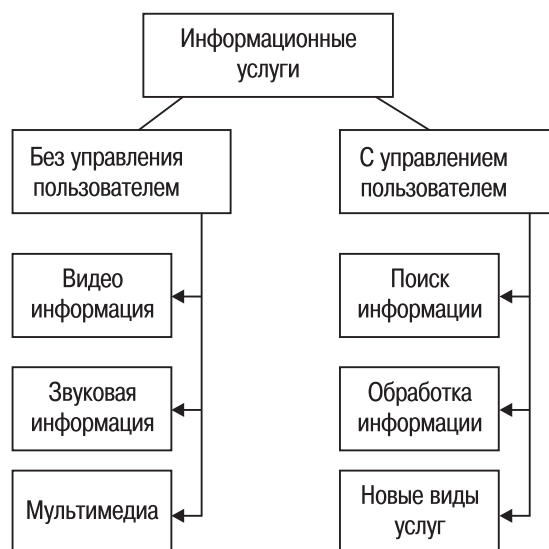 Информационные
услуги
Без управления
пользователем
С управлением
пользователем
Видео
информация
Поиск
информации
Звуковая
информация
Обработка
информации
Мультимедиа
Новые виды
услуг